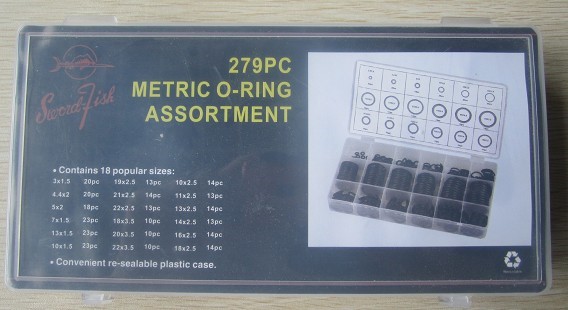 Sword-Fish
279PC
METRIC O-RING
ASSORTMENT
• Contains 18 popular sizes:
3x1.5 20pc 19x2.5 13pc 10x2.5 14pc
4.4x2 20pc 21x2.5 14pc 11x2.5 13pc
5x2 18pc 22x2.5 13pc 13x2.5 14pc
7x1.5 23pc 18x3.5 10pc 14x2.5 13pc
13x1.5 23pc 20x3.5 10pc 16x2.5 14pc
10x1.5 23pc 22x3.5 10pc 18x2.5 14pc
• Convenient re-sealable plastic case.